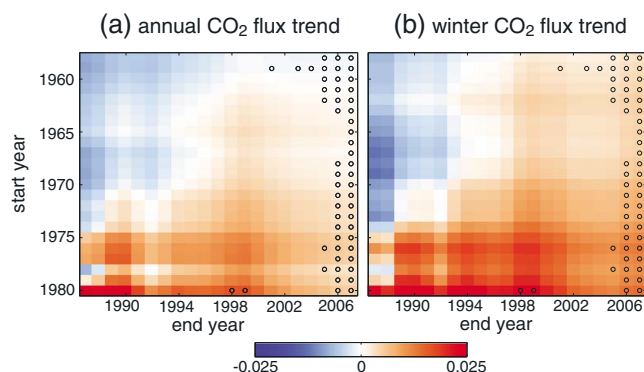 (a) annual CO₂ flux trend
(b) winter CO₂ flux trend
start year
1960
1965
1970
1975
1980
1990 1994 1998 2002 2006
end year
1990 1994 1998 2002 2006
end year
-0.025 0 0.025